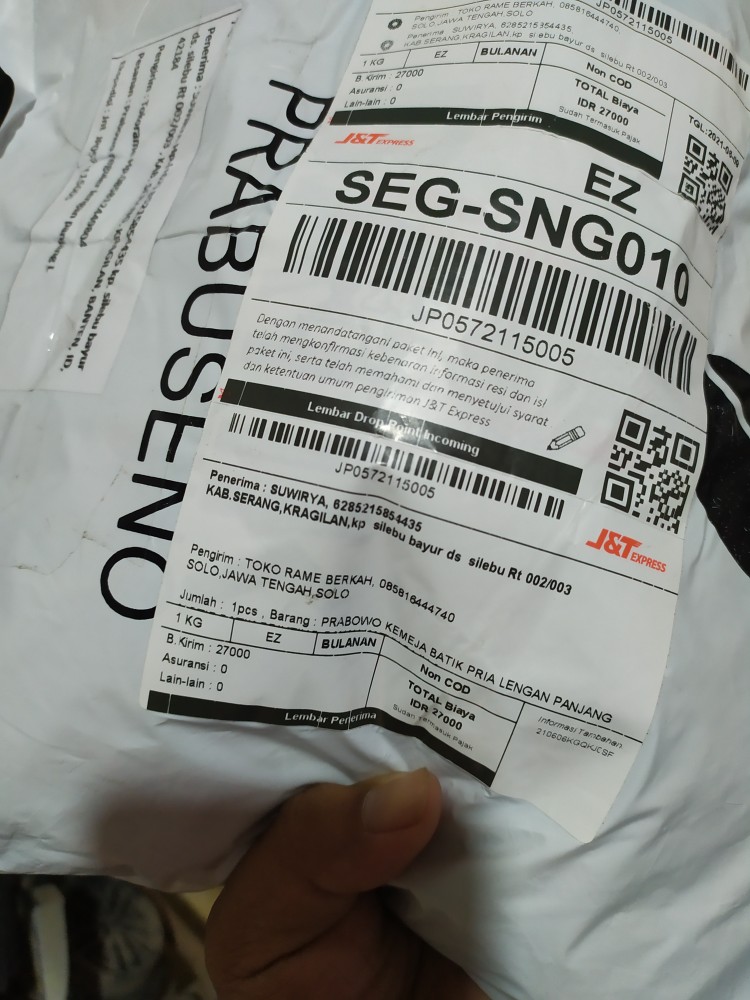 Pengirim : TOKO RAME BERKAH, 085816444740,
SOLO,JAWA TENGAH,SOLO
Penerima : SUWIRYA, 6285215854435
KAB.SERANG,KRAGILAN,kp silebu bayur ds silebu Rt 002/003
JP0572115005
1 KG EZ BULANAN
B.Kirim : 27000
Asuransi : 0
Lain-lain : 0
Non COD
TOTAL Biaya
IDR 27000
Sudah Termasuk Pajak
Lembar Pengirim
TGL:2021-06-06
J&T EXPRESS
EZ
SEG-SNG010
JP0572115005
Dengan menandatangani paket ini, maka penerima
telah mengkonfirmasi kebenaran informasi resi dan isi
paket ini, serta telah memahami dan menyetujui syarat
dan ketentuan umum pengiriman J&T Express
Lembar Drop Point Incoming
JP0572115005
Penerima : SUWIRYA, 6285215854435
KAB.SERANG,KRAGILAN,kp silebu bayur ds silebu Rt 002/003
J&T EXPRESS
Pengirim : TOKO RAME BERKAH, 085816444740
SOLO,JAWA TENGAH,SOLO
Jumlah : 1pcs , Barang : PRABOWO KEMEJA BATIK PRIA LENGAN PANJANG
1 KG EZ BULANAN
B.Kirim : 27000
Asuransi : 0
Lain-lain : 0
Non COD
TOTAL Biaya
IDR 27000
Sudah Termasuk Pajak
Informasi Tambahan
Lembar Penerima
PRABUSENO
KRAGILAN, BANTEN, ID,
42184